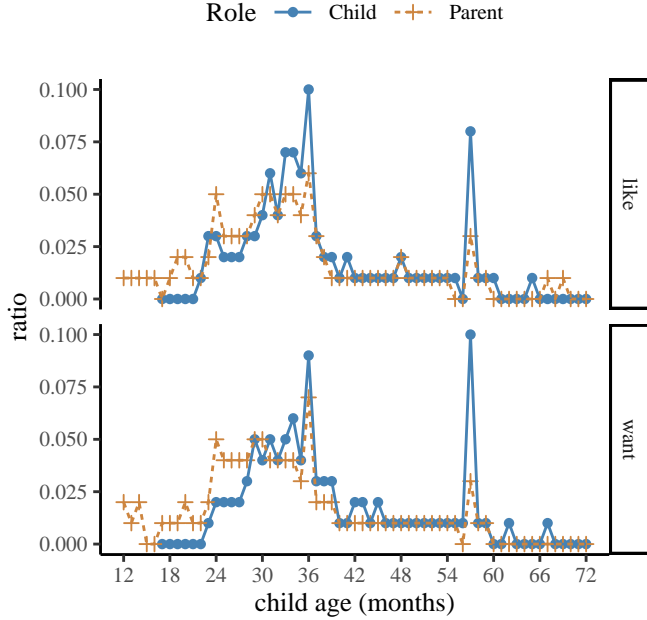 Role Child Parent
0.100
0.075
0.050
0.025
0.000
like
0.100
0.075
0.050
0.025
0.000
want
ratio
12 18 24 30 36 42 48 54 60 66 72
child age (months)